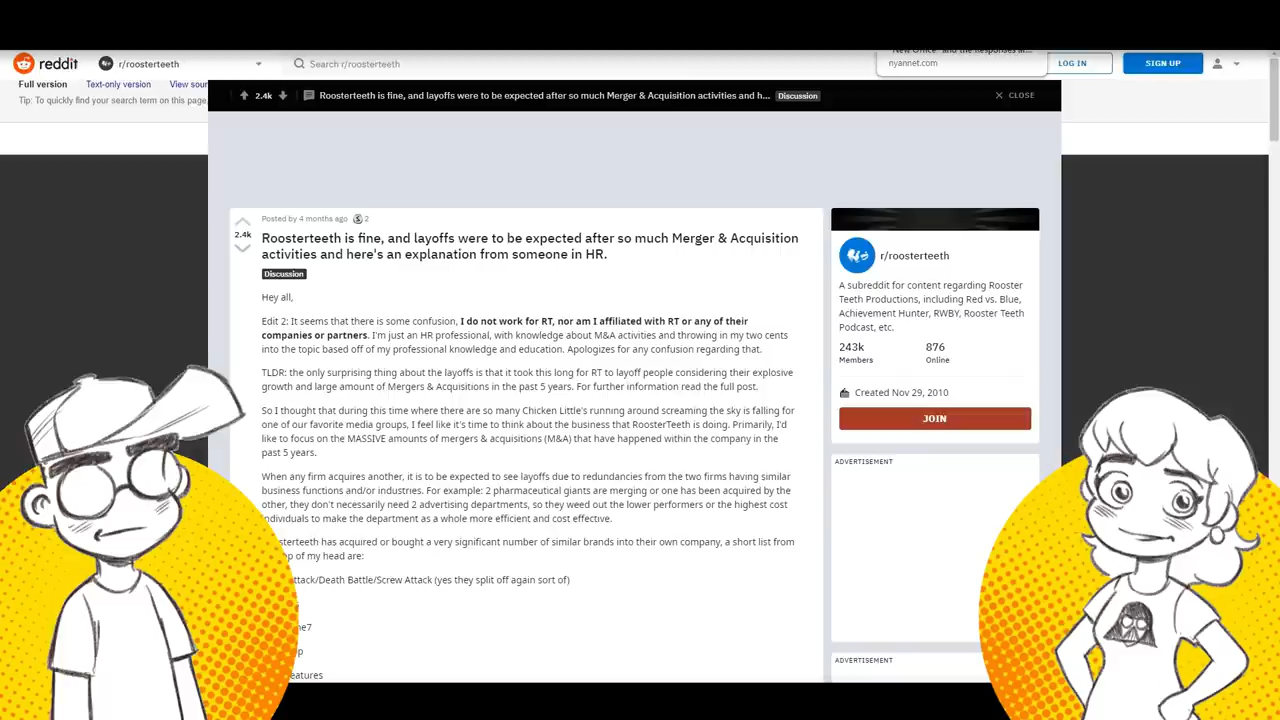 New Office" and the Responses
nyannet.com
reddit
r/roosterteeth
Search r/roosterteeth
LOG IN
SIGN UP
Full version
Text-only version
View sour
Tip: To quickly find your search term on this page,
2.4k
Roosterteeth is fine, and layoffs were to be expected after so much Merger & Acquisition activities and h...
Discussion
CLOSE
Posted by 4 months ago
2
2.4k
Roosterteeth is fine, and layoffs were to be expected after so much Merger & Acquisition
activities and here's an explanation from someone in HR.
Discussion
Hey all,
Edit 2: It seems that there is some confusion, I do not work for RT, nor am I affiliated with RT or any of their
companies or partners. I'm just an HR professional, with knowledge about M&A activities and throwing in my two cents
into the topic based off of my professional knowledge and education. Apologizes for any confusion regarding that.
TLDR: the only surprising thing about the layoffs is that it took this long for RT to layoff people considering their explosive
growth and large amount of Mergers & Acquisitions in the past 5 years. For further information read the full post.
So I thought that during this time where there are so many Chicken Little's running around screaming the sky is falling for
one of our favorite media groups, I feel like it's time to think about the business that RoosterTeeth is doing. Primarily, I'd
like to focus on the MASSIVE amounts of mergers & acquisitions (M&A) that have happened within the company in the
past 5 years.
When any firm acquires another, it is to be expected to see layoffs due to redundancies from the two firms having similar
business functions and/or industries. For example: 2 pharmaceutical giants are merging or one has been acquired by the
other, they don't necessarily need 2 advertising departments, so they weed out the lower performers or the highest cost
individuals to make the department as a whole more efficient and cost effective.
sterteeth has acquired or bought a very significant number of similar brands into their own company, a short list from
op of my head are:
ttack/Death Battle/Screw Attack (yes they split off again sort of)
ne7
p
eatures
r/roosterteeth
A subreddit for content regarding Rooster
Teeth Productions, including Red vs. Blue,
Achievement Hunter, RWBY, Rooster Teeth
Podcast, etc.
243k
876
Members
Online
Created Nov 29, 2010
JOIN
ADVERTISEMENT
ADVERTISEMENT